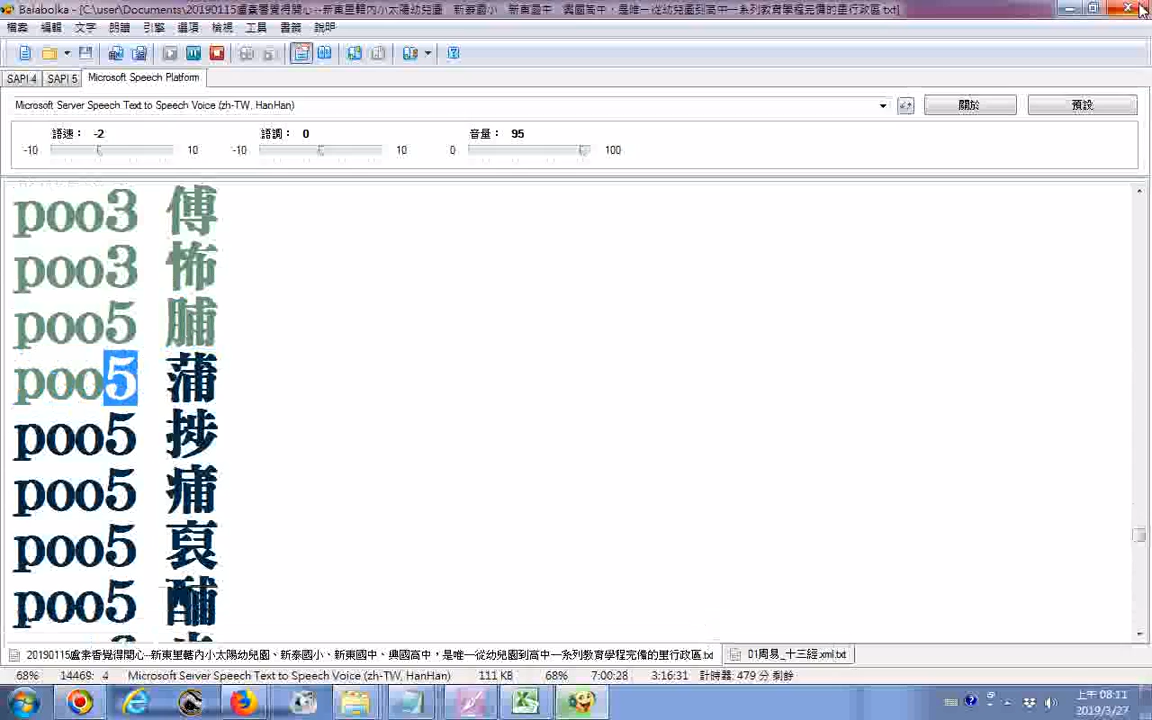 Balabolka - [C:\user\Documents\20190115盧素香覺得開心--新東里轄內小太陽幼兒園、新泰國小、新東國中、興國高中，是唯一從幼兒園到高中一系列教育學程完備的里行政區.txt]
檔案 編輯 文字 朗讀 引擎 選項 檢視 工具 書籤 說明
SAPI 4 SAPI 5 Microsoft Speech Platform
Microsoft Server Speech Text to Speech Voice (zh-TW, HanHan) 關於 預設
語速： -2 語調： 0 音量： 95
-10 10 -10 10 0 100
poo3 傅
poo3 怖
poo5 脯
poo5 蒲
poo5 捗
poo5 痡
poo5 裒
poo5 酺
20190115盧素香覺得開心--新東里轄內小太陽幼兒園、新泰國小、新東國中、興國高中，是唯一從幼兒園到高中一系列教育學程完備的里行政區.txt 01周易_十三經.xml.txt
68% 14469: 4 Microsoft Server Speech Text to Speech Voice (zh-TW, HanHan) 111 KB 68% 7:00:28 3:16:31 計時器: 479 分 剩餘
上午 08:11
2019/3/27